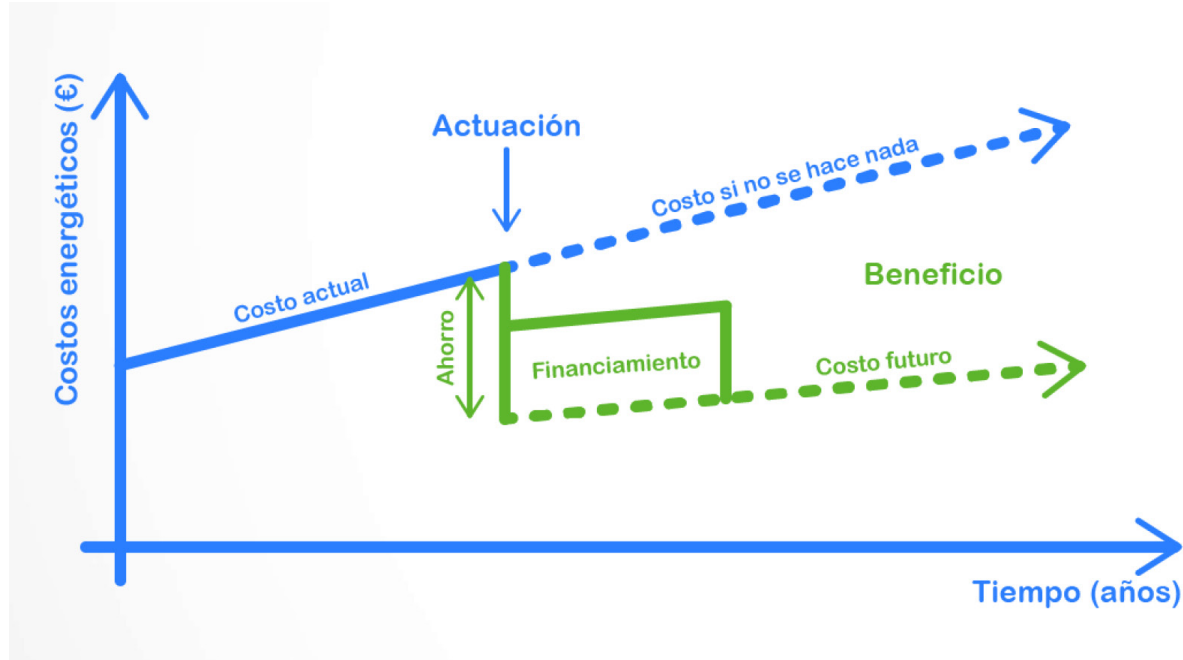 Costos energéticos (€)
Actuación
Costo si no se hace nada
Costo actual
Beneficio
Ahorro
Financiamiento
Costo futuro
Tiempo (años)